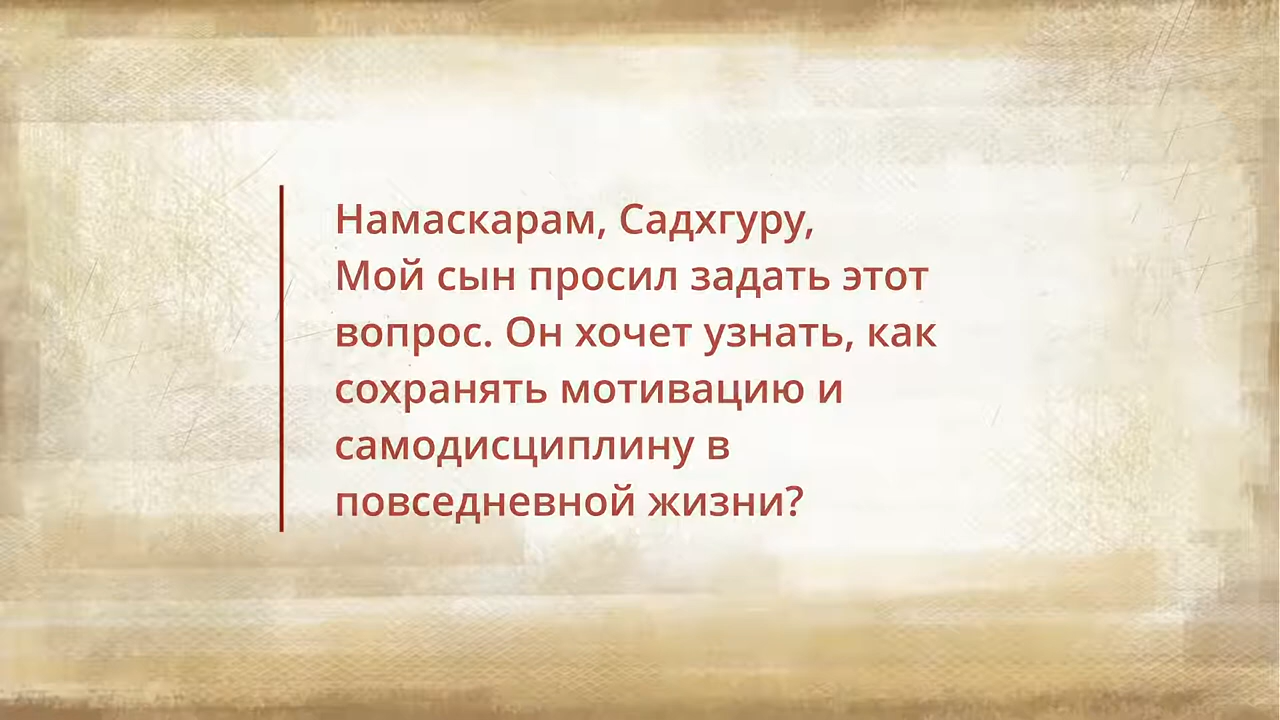 Намаскарам, Садхгуру,
Мой сын просил задать этот
вопрос. Он хочет узнать, как
сохранять мотивацию и
самодисциплину в
повседневной жизни?